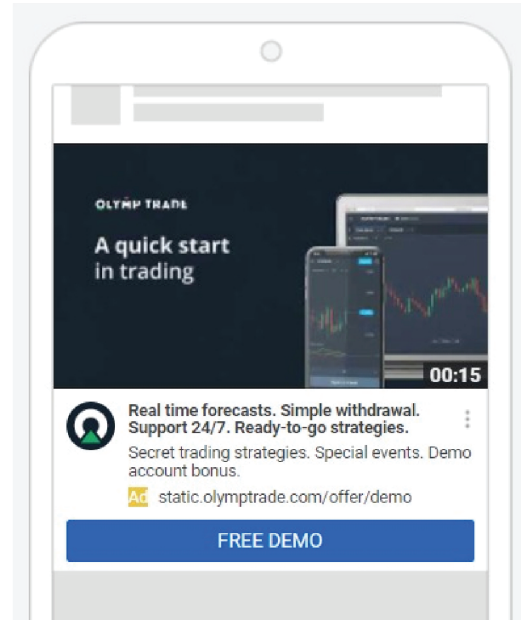 OLYMP TRADE
A quick start
in trading
00:15
Real time forecasts. Simple withdrawal.
Support 24/7. Ready-to-go strategies.
Secret trading strategies. Special events. Demo
account bonus.
Ad static.olymptrade.com/offer/demo
FREE DEMO